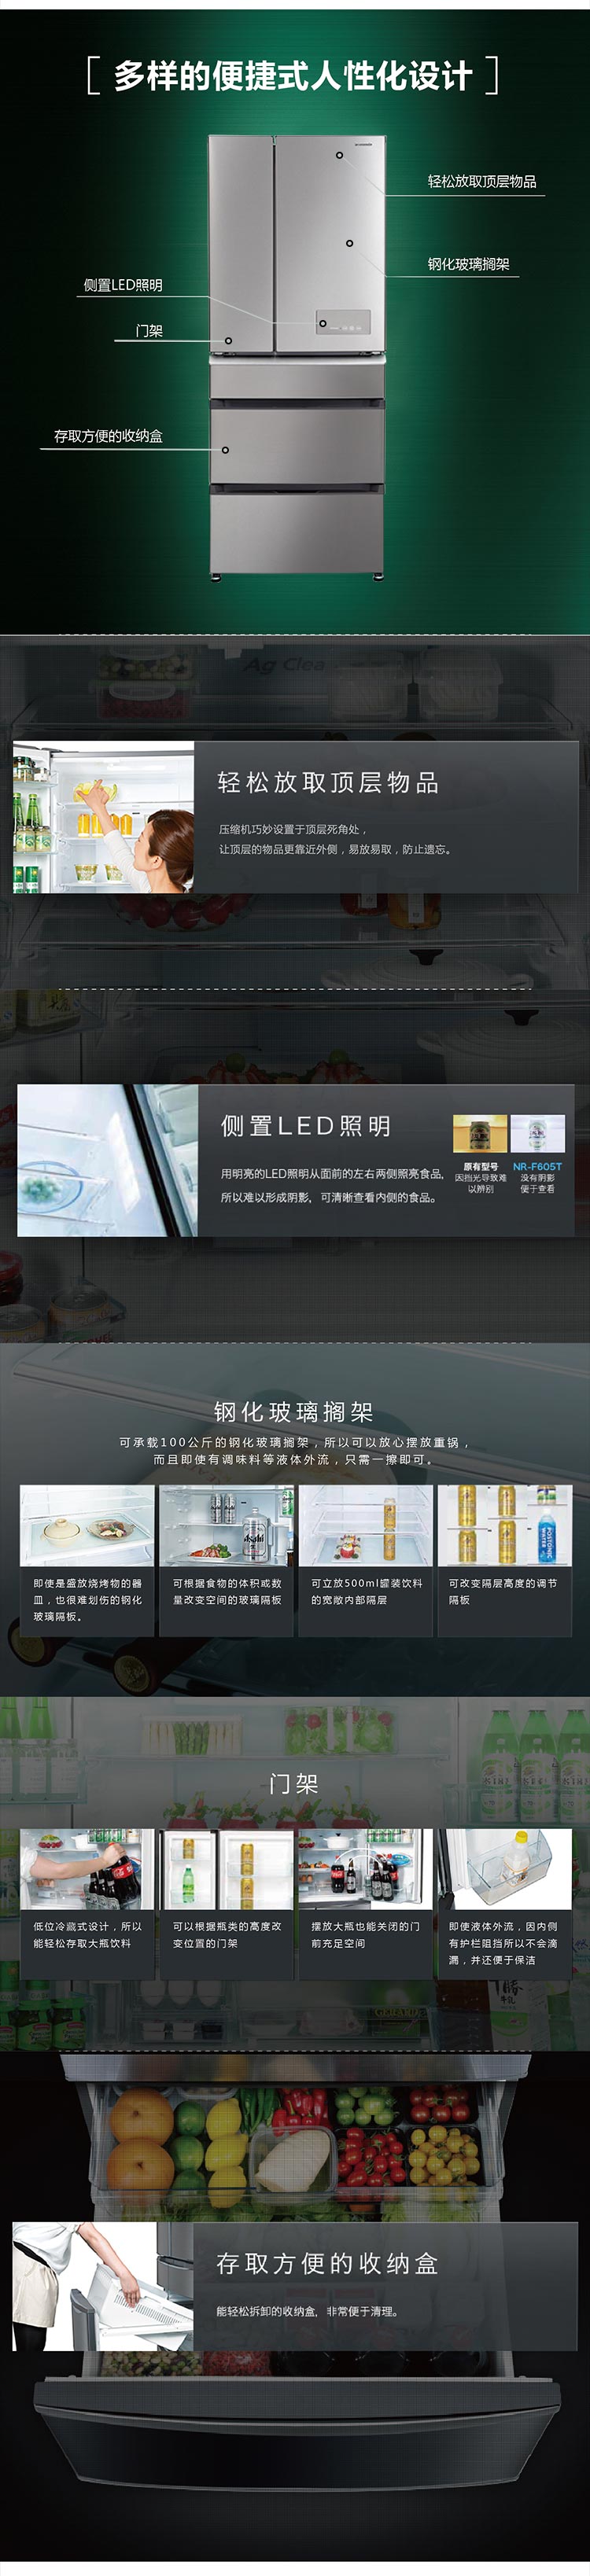 多样的便捷式人性化设计
轻松放取顶层物品
钢化玻璃搁架
侧置LED照明
门架
存取方便的收纳盒
Ag Clea
轻松放取顶层物品
压缩机巧妙设置于顶层死角处，
让顶层的物品更靠近外侧，易放易取，防止遗忘。
侧置LED照明
用明亮的LED照明从面前的左右两侧照亮食品，
所以难以形成阴影，可清晰查看内侧的食品。
原有型号
因挡光导致难
以辨别
NR-F605T
没有阴影
便于查看
钢化玻璃搁架
可承载100公斤的钢化玻璃搁架，所以可以放心摆放重锅，
而且即使有调味料等液体外流，只需一擦即可。
Asahi
即使是盛放烧烤物的器
皿，也很难划伤的钢化
玻璃隔板。
可根据食物的体积或数
量改变空间的玻璃隔板
可立放500ml罐装饮料
的宽敞内部隔层
可改变隔层高度的调节
隔板
门架
低位冷藏式设计，所以
能轻松存取大瓶饮料
可以根据瓶类的高度改
变位置的门架
摆放大瓶也能关闭的门
前充足空间
即使液体外流，因内侧
有护栏阻挡所以不会滴
漏，并还便于保洁
存取方便的收纳盒
能轻松拆卸的收纳盒，非常便于清理。